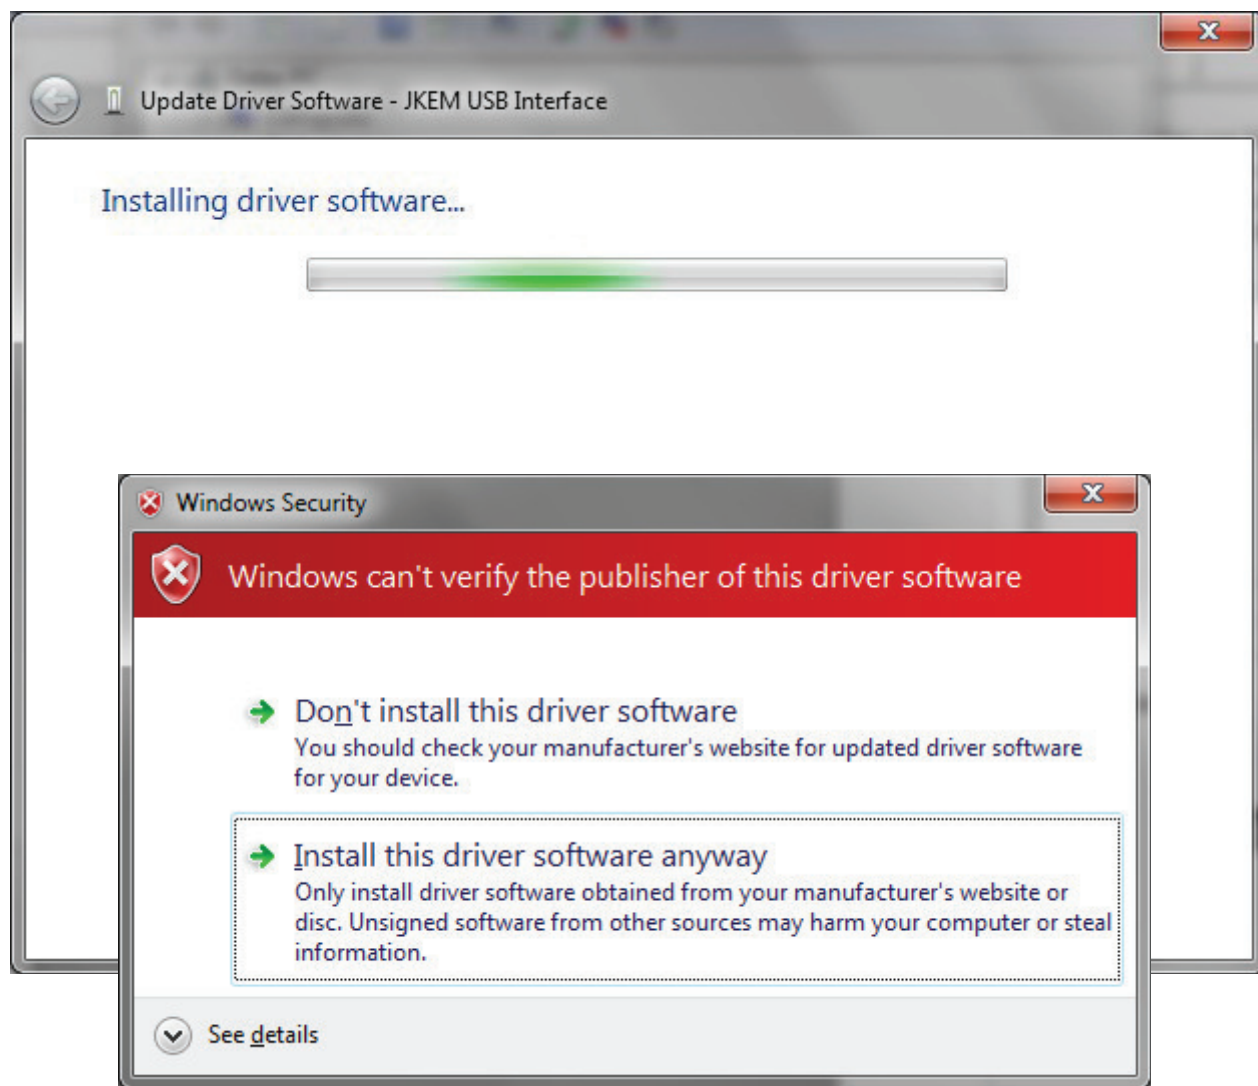 Update Driver Software - JKEM USB Interface
Installing driver software...
Windows Security
Windows can't verify the publisher of this driver software
Don't install this driver software
You should check your manufacturer's website for updated driver software
for your device.
Install this driver software anyway
Only install driver software obtained from your manufacturer's website or
disc. Unsigned software from other sources may harm your computer or steal
information.
See details